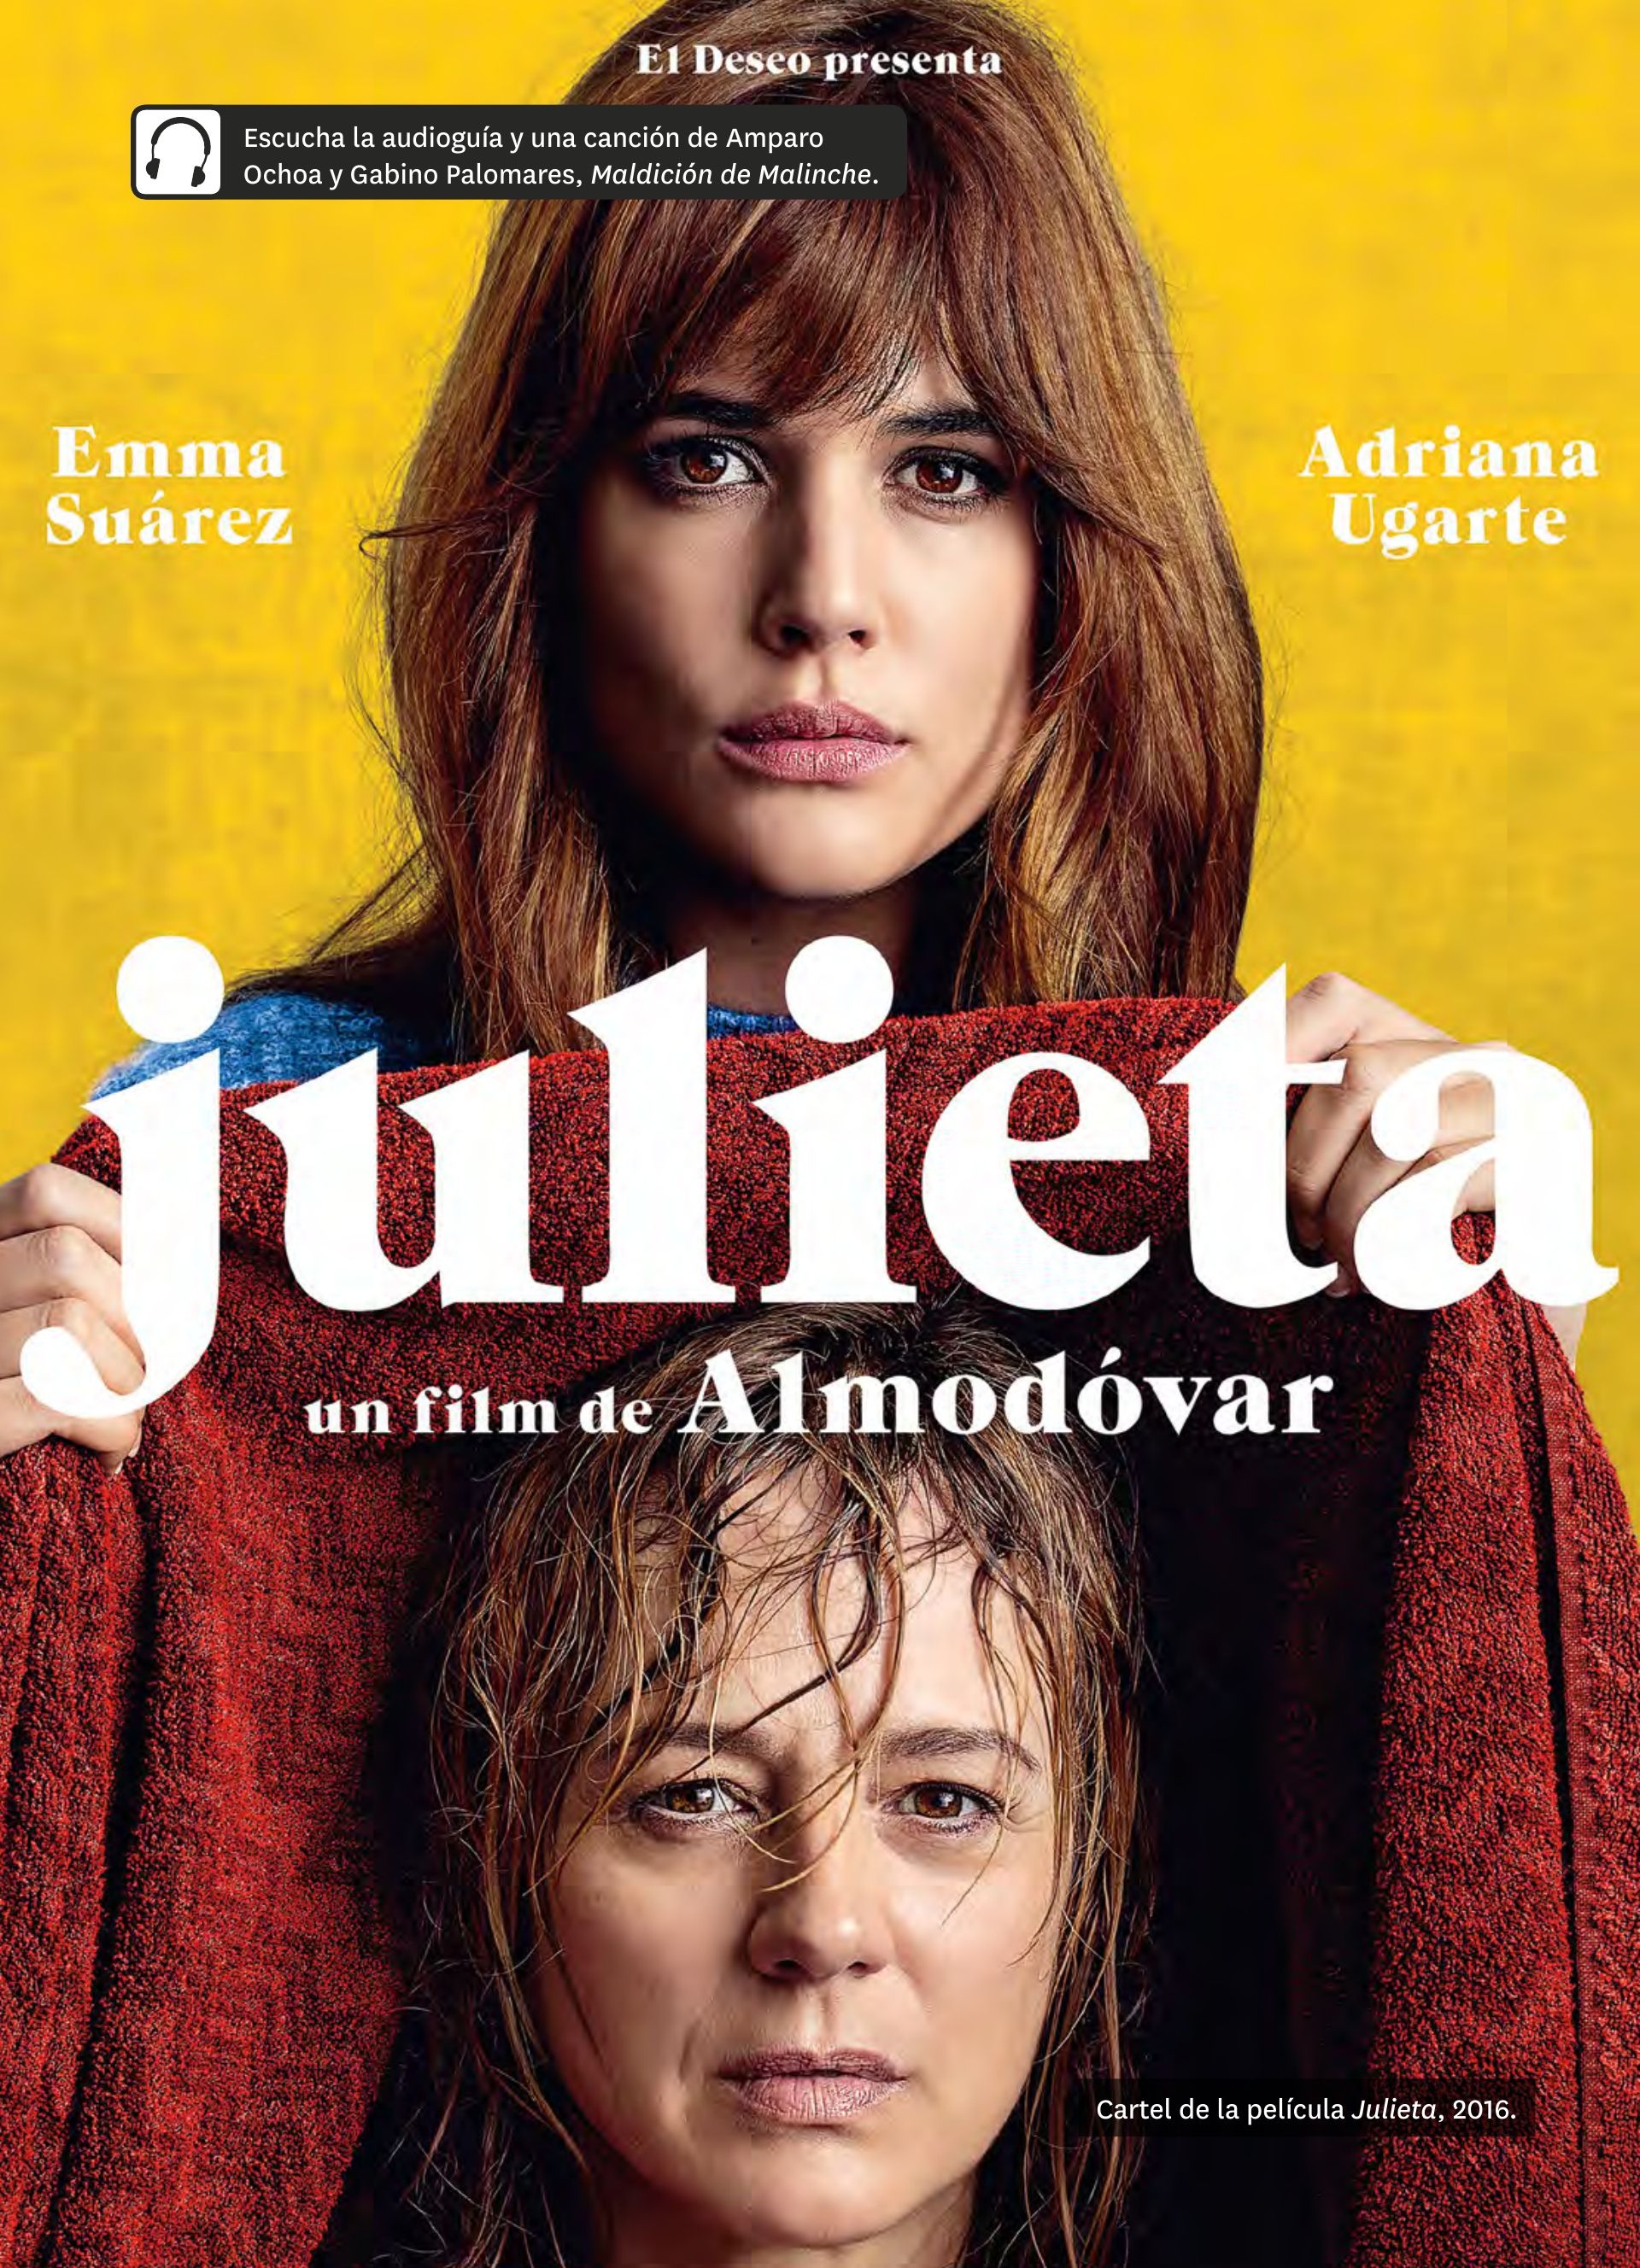 El Deseo presenta
Escucha la audioguía y una canción de Amparo
Ochoa y Gabino Palomares, Maldición de Malinche.
Emma
Suárez
Adriana
Ugarte
julieta
un film de Almodóvar
Cartel de la película Julieta, 2016.